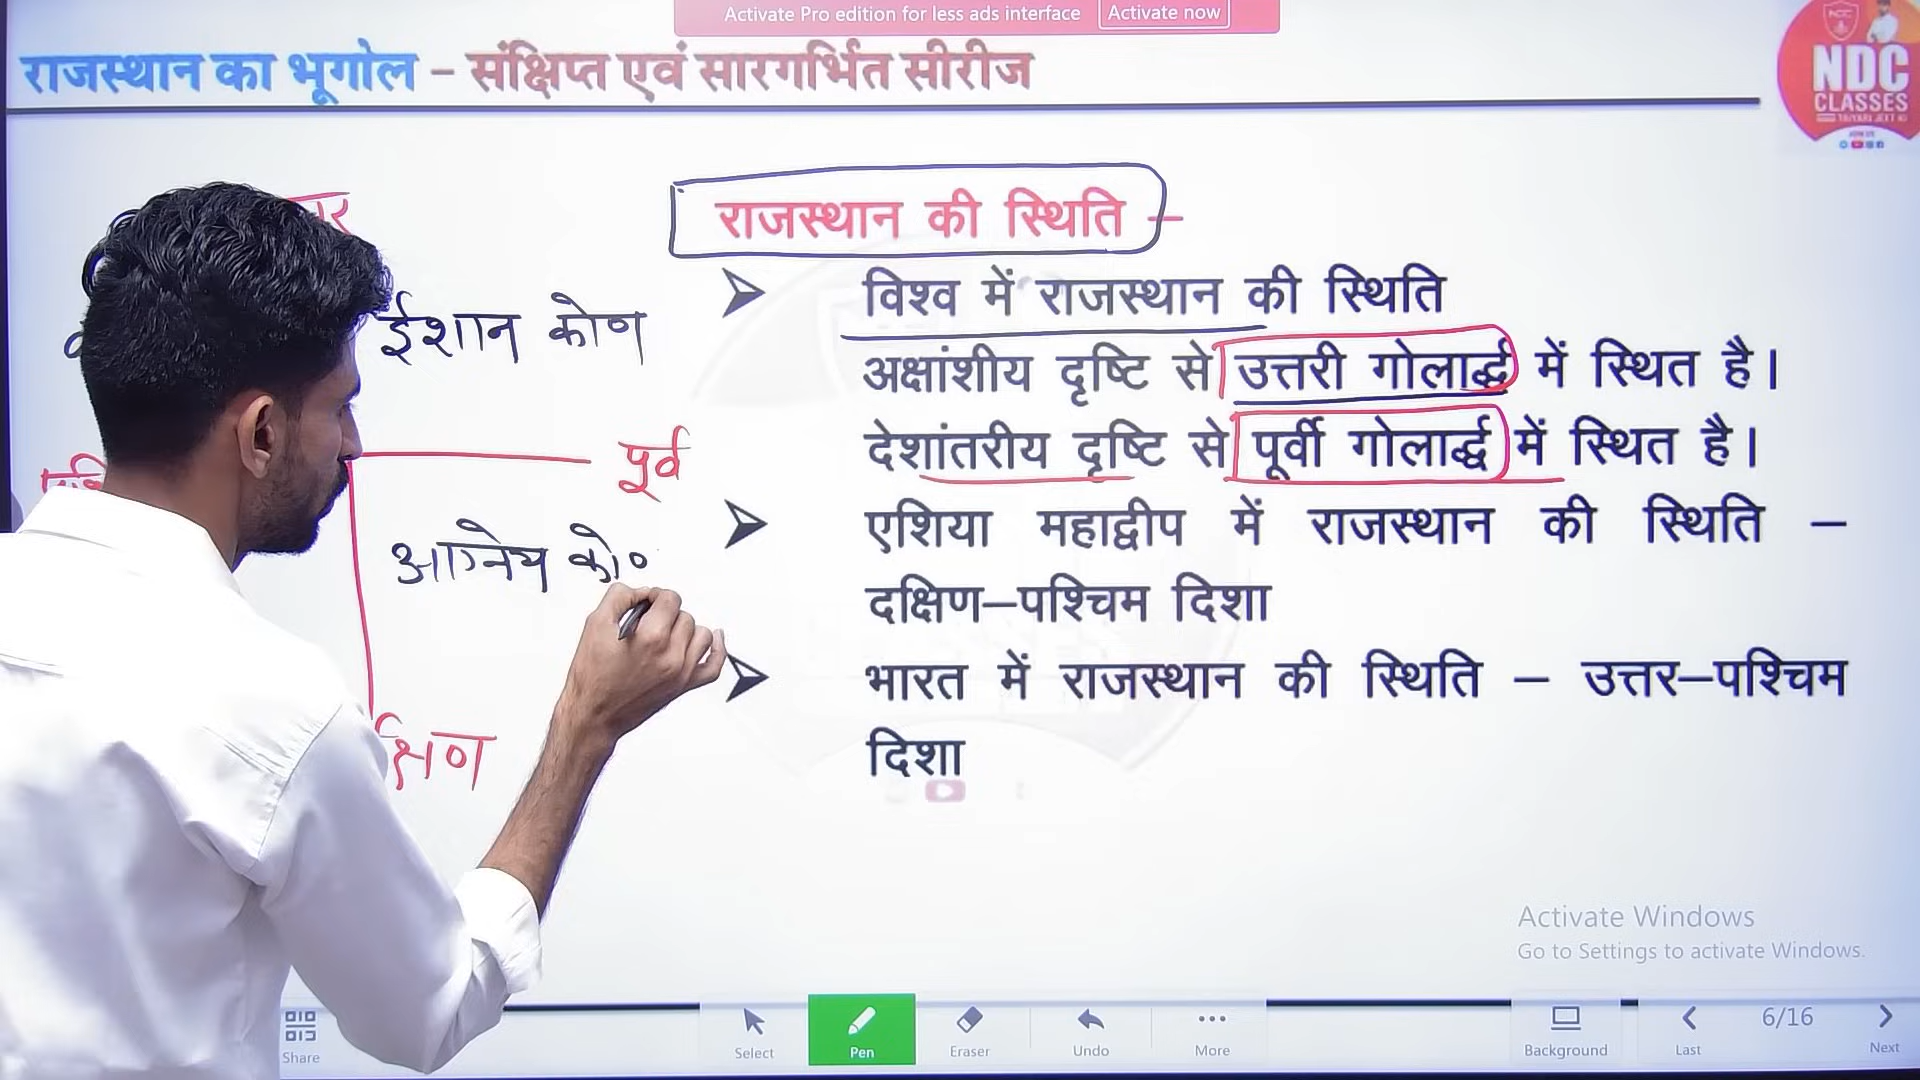 Activate Pro edition for less ads interface Activate now
राजस्थान का भूगोल – संक्षिप्त एवं सारगर्भित सीरीज
NDC
CLASSES
राजस्थान की स्थिति –
विश्व में राजस्थान की स्थिति
अक्षांशीय दृष्टि से उत्तरी गोलार्द्ध में स्थित है।
देशांतरीय दृष्टि से पूर्वी गोलार्द्ध में स्थित है।
एशिया महाद्वीप में राजस्थान की स्थिति –
दक्षिण–पश्चिम दिशा
भारत में राजस्थान की स्थिति – उत्तर–पश्चिम
दिशा
ईशान कोण
पूर्व
आग्नेय को
क्षिण
Activate Windows
Go to Settings to activate Windows.
Share
Select
Pen
Eraser
Undo
More
Background
Last
6/16
Next